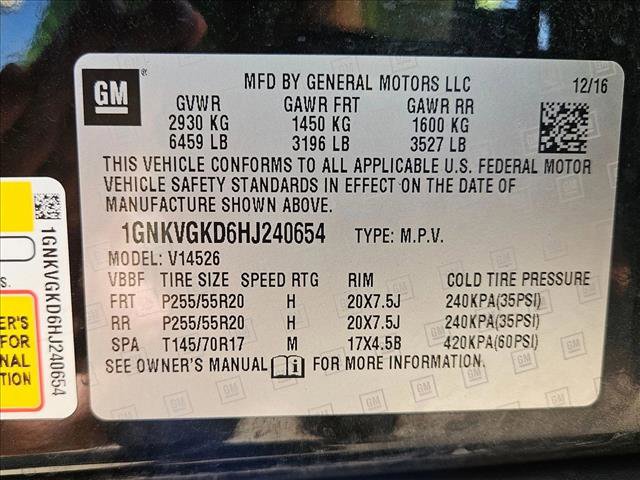 GM
MFD BY GENERAL MOTORS LLC 12/16
GVWR GAWR FRT GAWR RR
2930 KG 1450 KG 1600 KG
6459 LB 3196 LB 3527 LB
THIS VEHICLE CONFORMS TO ALL APPLICABLE U.S. FEDERAL MOTOR
VEHICLE SAFETY STANDARDS IN EFFECT ON THE DATE OF
MANUFACTURE SHOWN ABOVE.
1GNKVGKD6HJ240654 TYPE: M.P.V.
MODEL: V14526
VBBF TIRE SIZE SPEED RTG RIM COLD TIRE PRESSURE
FRT P255/55R20 H 20X7.5J 240KPA(35PSI)
RR P255/55R20 H 20X7.5J 240KPA(35PSI)
SPA T145/70R17 M 17X4.5B 420KPA(60PSI)
SEE OWNER'S MANUAL FOR MORE INFORMATION.
1GNKVGKD6HJ240654
ER'S
FOR
NAL
TION